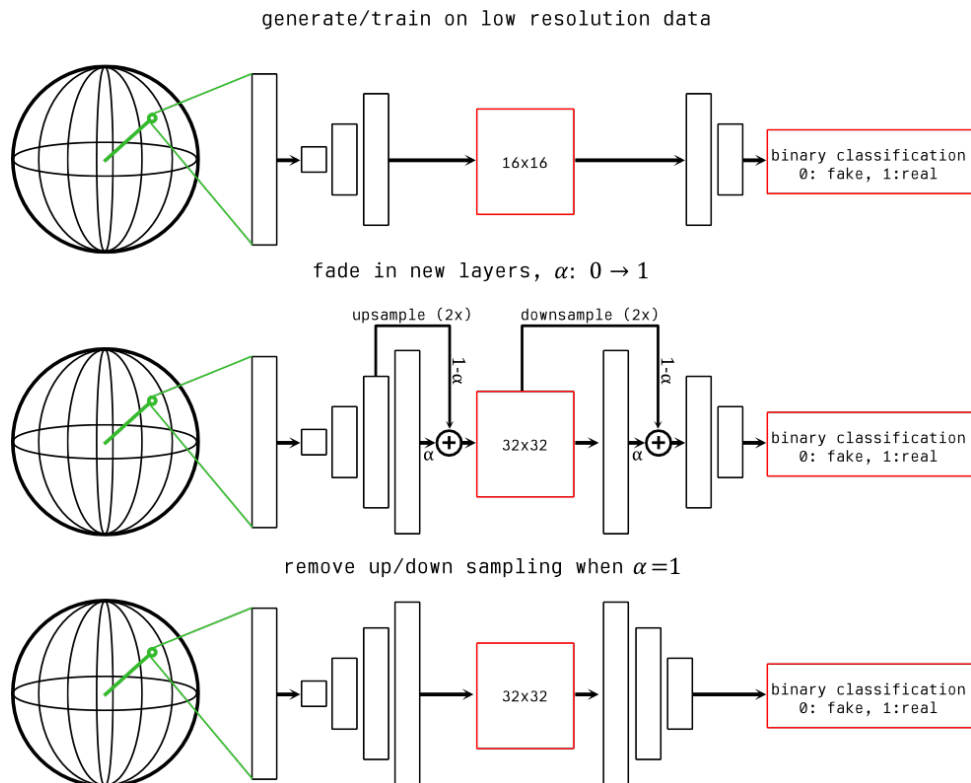 generate/train on low resolution data
16x16
binary classification
0: fake, 1:real
fade in new layers, α: 0 → 1
upsample (2x)
downsample (2x)
1-α
1-α
α
α
32x32
binary classification
0: fake, 1:real
remove up/down sampling when α=1
32x32
binary classification
0: fake, 1:real